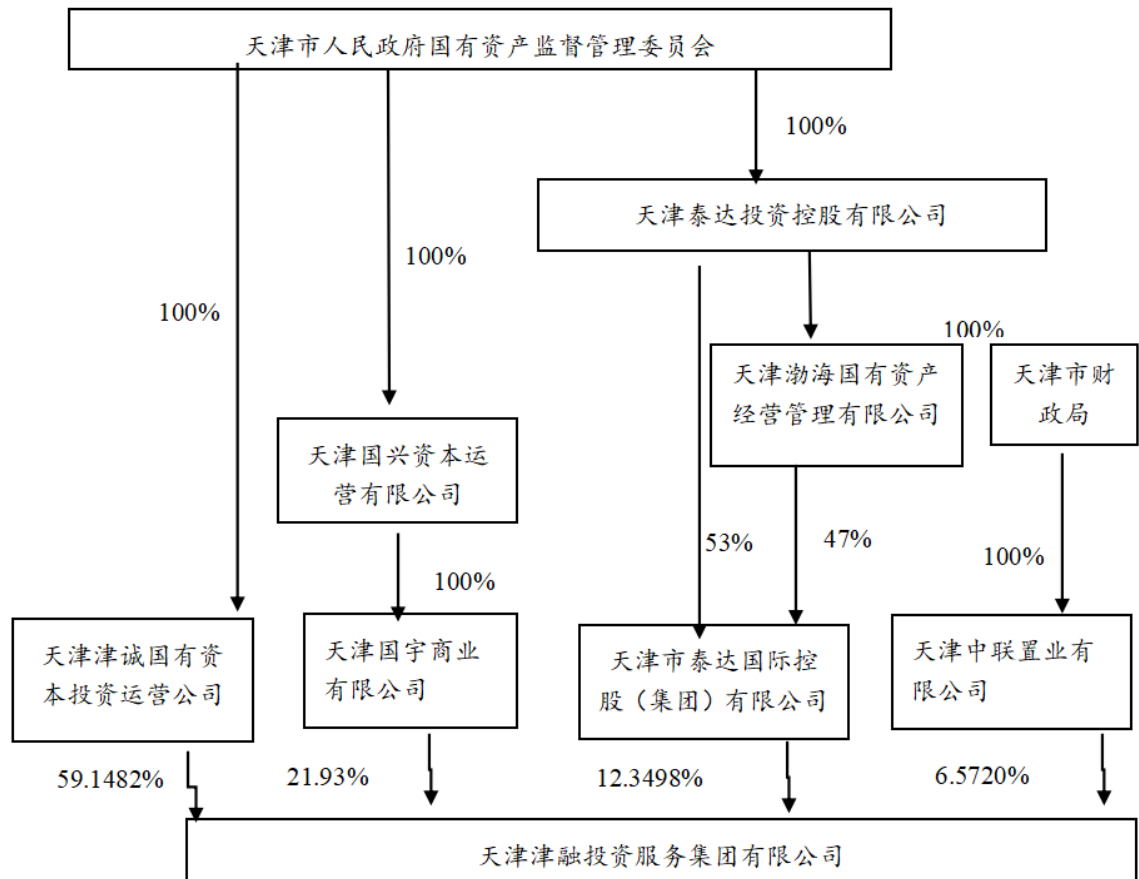 天津市人民政府国有资产监督管理委员会
100%
天津泰达投资控股有限公司
100%
100%
100%
天津渤海国有资产
经营管理有限公司
天津市财
政局
天津国兴资本运
营有限公司
53%
47%
100%
100%
天津津诚国有资
本投资运营公司
天津国宇商业
有限公司
天津市泰达国际控
股（集团）有限公司
天津中联置业有
限公司
59.1482%
21.93%
12.3498%
6.5720%
天津津融投资服务集团有限公司